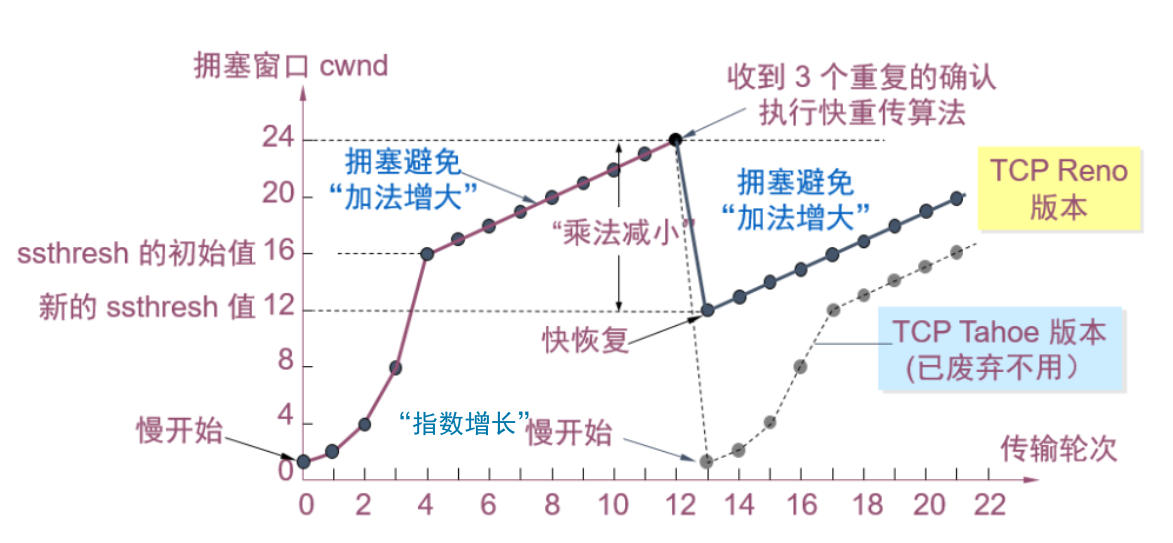 拥塞窗口 cwnd
收到 3 个重复的确认
执行快重传算法
24
拥塞避免
“加法增大”
拥塞避免
“加法增大”
TCP Reno
版本
20
“乘法减小”
ssthresh 的初始值 16
新的 ssthresh 值 12
快恢复
TCP Tahoe 版本
(已废弃不用）
8
4
“指数增长”
慢开始
慢开始
传输轮次
0
0 2 4 6 8 10 12 14 16 18 20 22